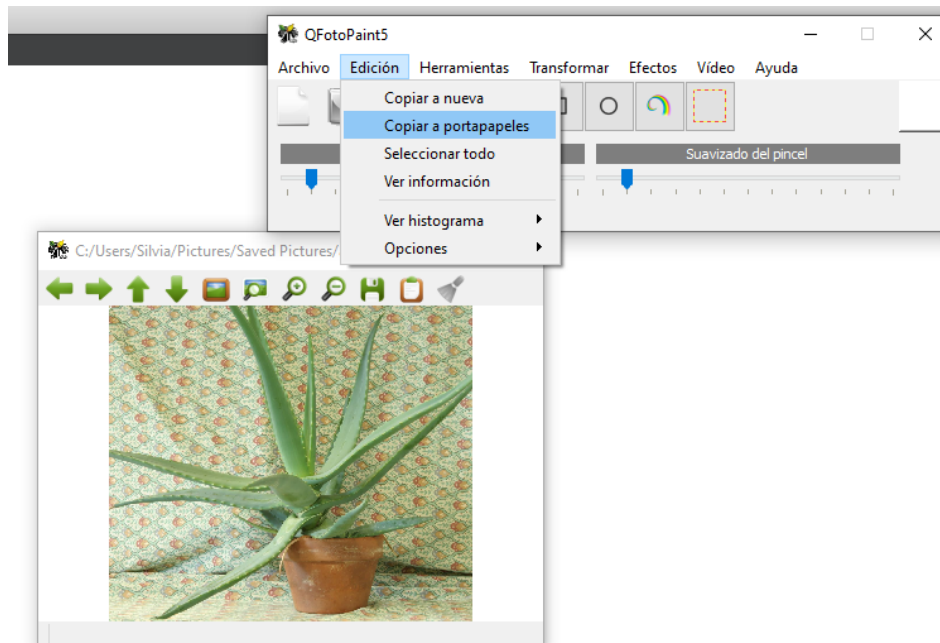 QFotoPaint5
Archivo Edición Herramientas Transformar Efectos Vídeo Ayuda
Copiar a nueva
Copiar a portapapeles
Seleccionar todo
Ver información
Ver histograma
Opciones
Suavizado del pincel
C:/Users/Silvia/Pictures/Saved Pictures/